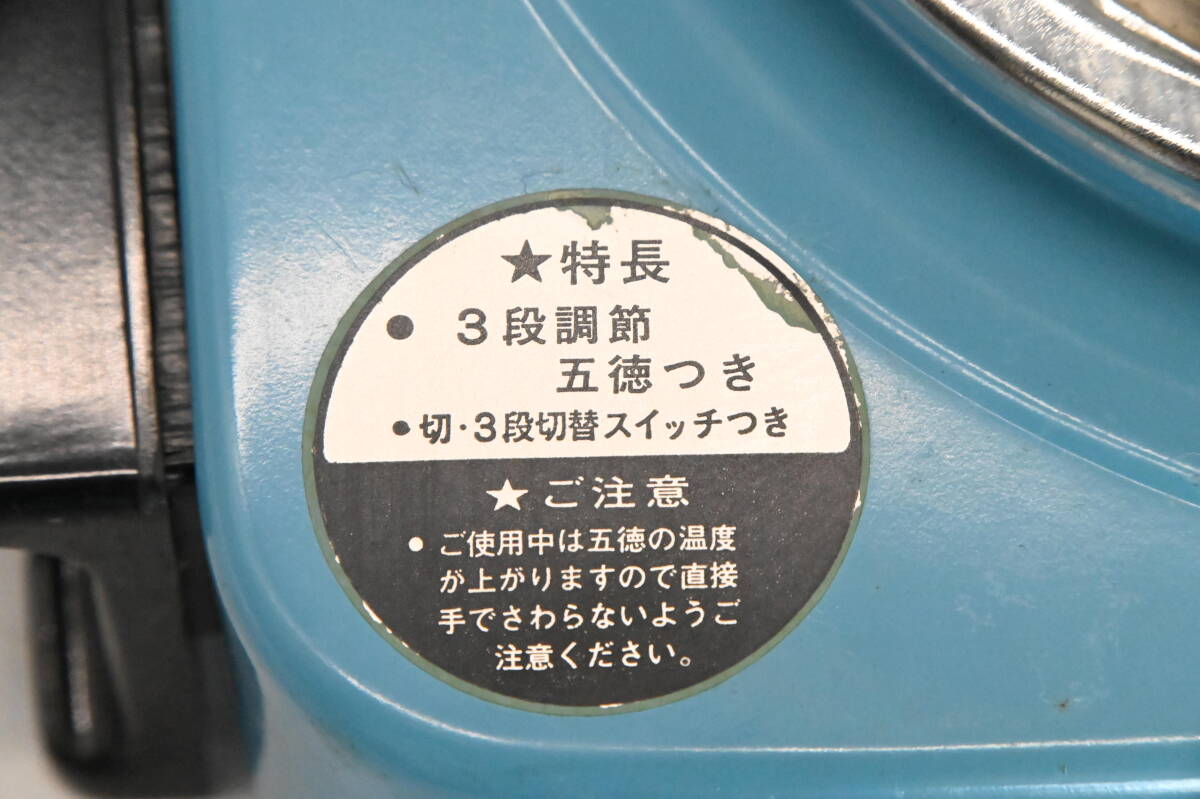 ★特長
● 3段調節
五徳つき
●切・3段切替スイッチつき
★ご注意
● ご使用中は五徳の温度
が上がりますので直接
手でさわらないようご
注意ください。